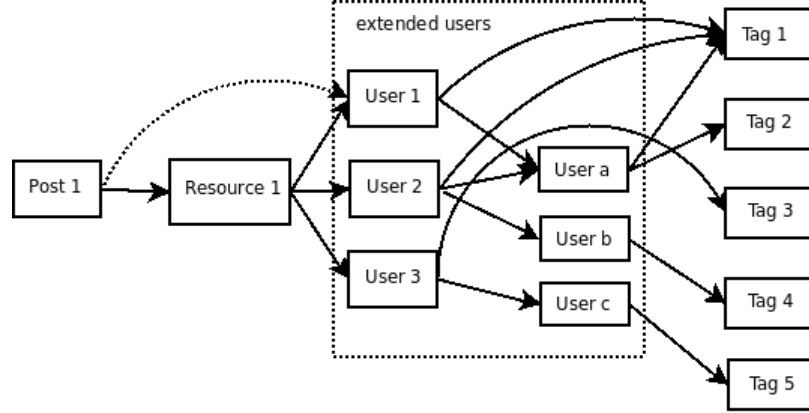 extended users
Post 1
Resource 1
User 1
User 2
User 3
User a
User b
User c
Tag 1
Tag 2
Tag 3
Tag 4
Tag 5